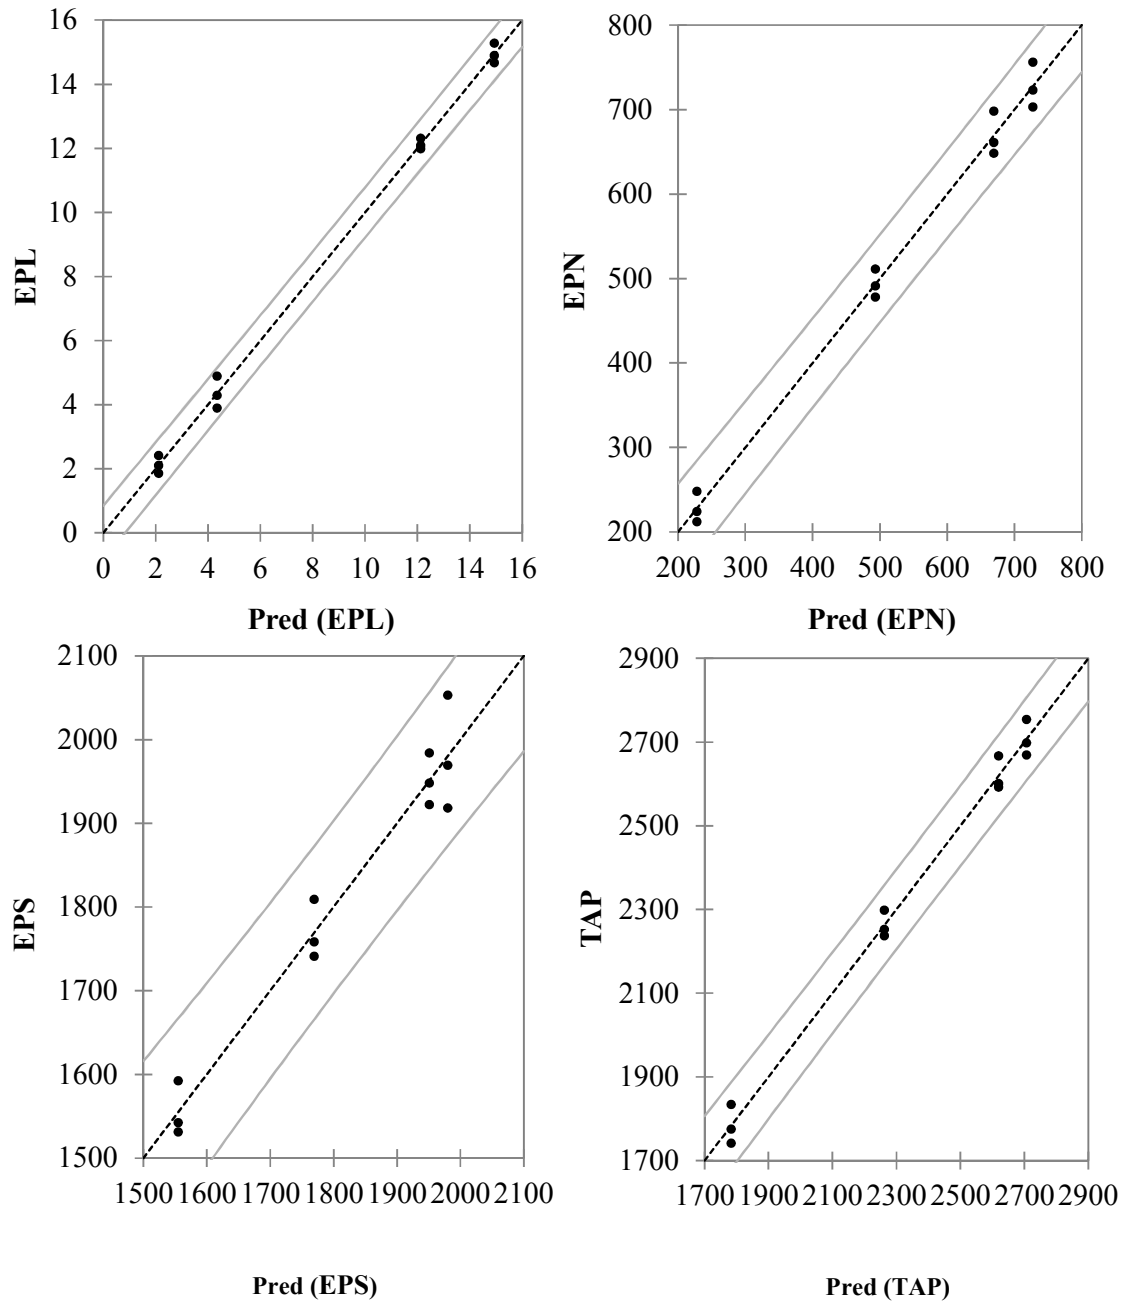 16
14
12
10
8
6
4
2
0
EPL
0 2 4 6 8 10 12 14 16
Pred (EPL)
800
700
600
500
400
300
200
EPN
200 300 400 500 600 700 800
Pred (EPN)
2100
2000
1900
1800
1700
1600
1500
EPS
1500 1600 1700 1800 1900 2000 2100
Pred (EPS)
2900
2700
2500
2300
2100
1900
1700
TAP
1700 1900 2100 2300 2500 2700 2900
Pred (TAP)